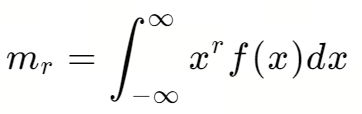 m_r = \int_{-\infty}^{\infty} x^r f(x)dx